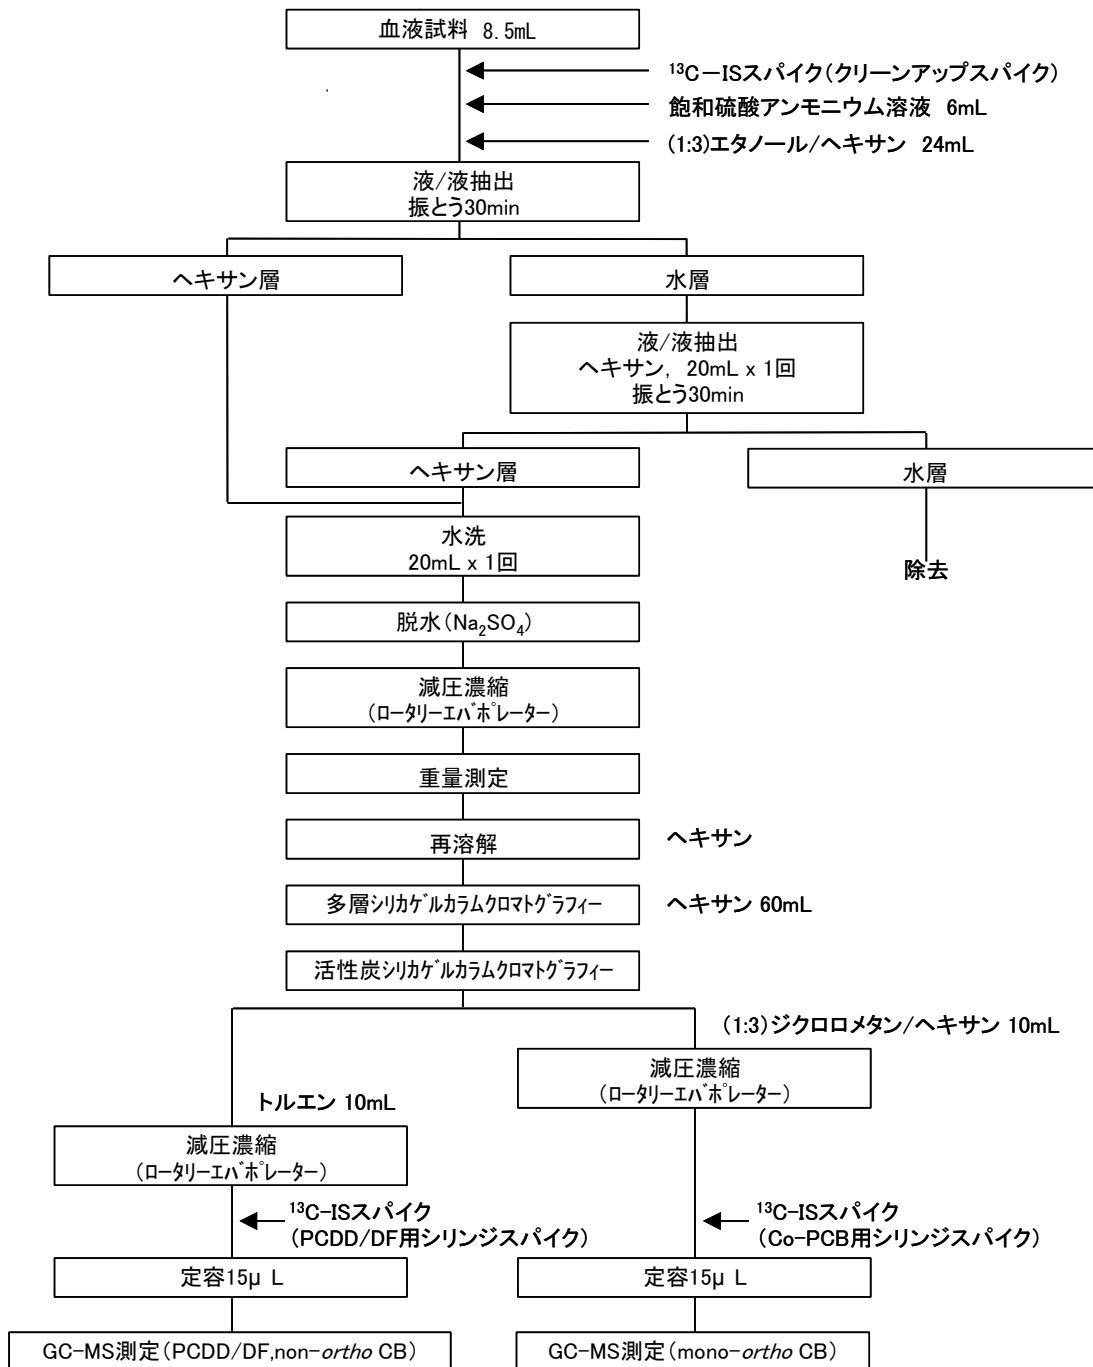 血液試料 8.5mL
¹³C－ISスパイク（クリーンアップスパイク）
飽和硫酸アンモニウム溶液 6mL
(1:3)エタノール/ヘキサン 24mL
液/液抽出
振とう30min
ヘキサン層
水層
液/液抽出
ヘキサン, 20mL x 1回
振とう30min
ヘキサン層
水層
水洗
20mL x 1回
除去
脱水（Na₂SO₄）
減圧濃縮
（ﾛｰﾀﾘｰｴﾊﾞﾎﾟﾚｰﾀｰ）
重量測定
再溶解
ヘキサン
多層ｼﾘｶｹﾞﾙｶﾗﾑｸﾛﾏﾄｸﾞﾗﾌｨｰ
ヘキサン 60mL
活性炭ｼﾘｶｹﾞﾙｶﾗﾑｸﾛﾏﾄｸﾞﾗﾌｨｰ
（1:3）ジクロロメタン/ヘキサン 10mL
減圧濃縮
（ﾛｰﾀﾘｰｴﾊﾞﾎﾟﾚｰﾀｰ）
トルエン 10mL
減圧濃縮
（ﾛｰﾀﾘｰｴﾊﾞﾎﾟﾚｰﾀｰ）
¹³C-ISスパイク
（PCDD/DF用シリンジスパイク）
¹³C-ISスパイク
（Co-PCB用シリンジスパイク）
定容15μ L
定容15μ L
GC-MS測定（PCDD/DF,non-ortho CB）
GC-MS測定（mono-ortho CB）